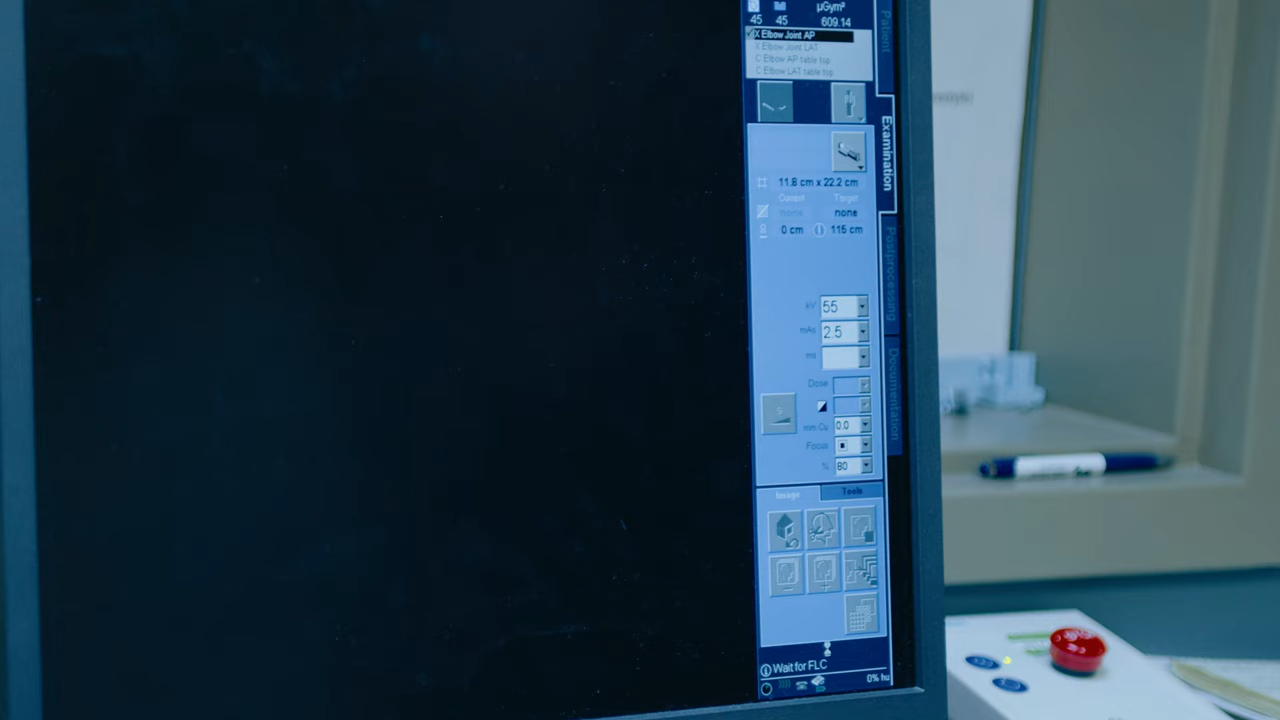 µGym²
45 45 609.14
X Elbow Joint AP
X Elbow Joint LAT
C Elbow AP table top
C Elbow LAT table top
Patient
Examination
Postprocessing
Documentation
11.8 cm x 22.2 cm
Current Target
none none
0 cm 115 cm
kV 55
mAs 2.5
ms
Dose
mm Cu 0.0
Focus
% 80
Image Tools
Wait for FLC
0% hu